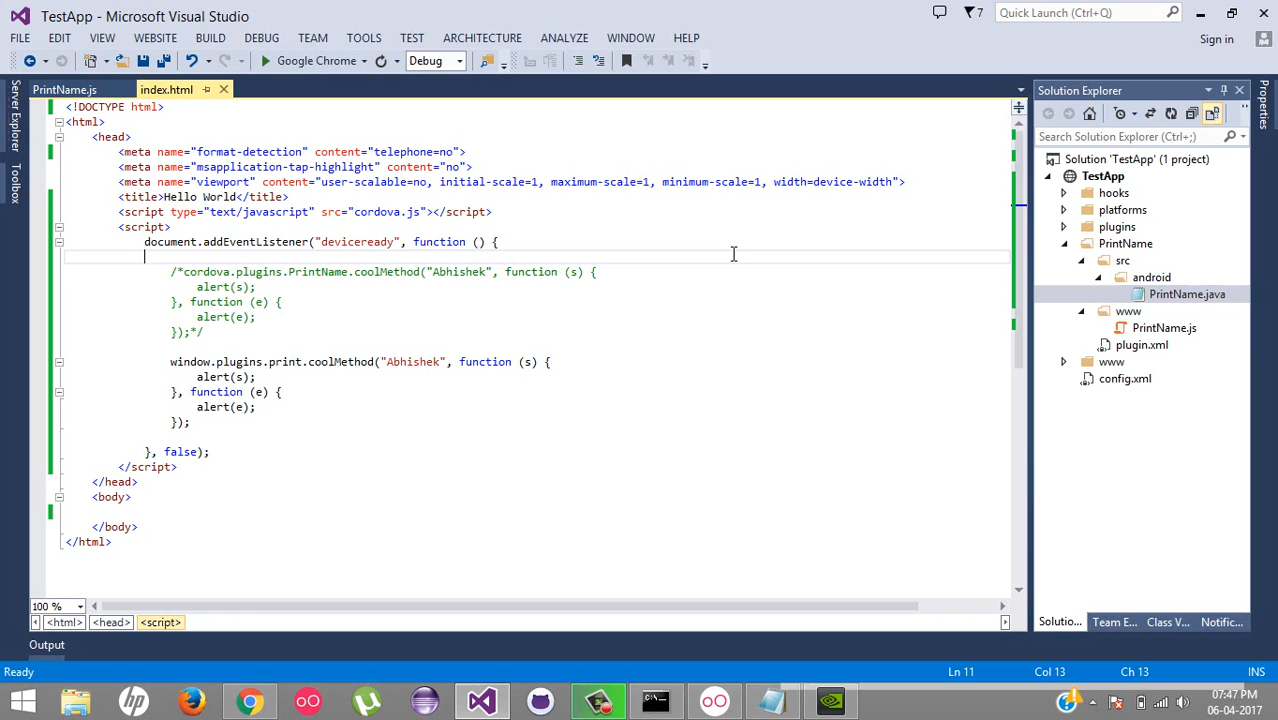 TestApp - Microsoft Visual Studio
7
Quick Launch (Ctrl+Q)
FILE EDIT VIEW WEBSITE BUILD DEBUG TEAM TOOLS TEST ARCHITECTURE ANALYZE WINDOW HELP
Sign in
Google Chrome
Debug
Server Explorer
Toolbox
PrintName.js
index.html
<!DOCTYPE html>
<html>
<head>
<meta name="format-detection" content="telephone=no">
<meta name="msapplication-tap-highlight" content="no">
<meta name="viewport" content="user-scalable=no, initial-scale=1, maximum-scale=1, minimum-scale=1, width=device-width">
<title>Hello World</title>
<script type="text/javascript" src="cordova.js"></script>
<script>
document.addEventListener("deviceready", function () {
/*cordova.plugins.PrintName.coolMethod("Abhishek", function (s) {
alert(s);
}, function (e) {
alert(e);
});*/
window.plugins.print.coolMethod("Abhishek", function (s) {
alert(s);
}, function (e) {
alert(e);
});
}, false);
</script>
</head>
<body>
</body>
</html>
100 %
<html> <head> <script>
Output
Solution Explorer
Search Solution Explorer (Ctrl+;)
Solution 'TestApp' (1 project)
TestApp
hooks
platforms
plugins
PrintName
src
android
PrintName.java
www
PrintName.js
plugin.xml
www
config.xml
Solutio... Team E... Class V... Notific...
Properties
Ready
Ln 11
Col 13
Ch 13
INS
hp
07:47 PM
06-04-2017